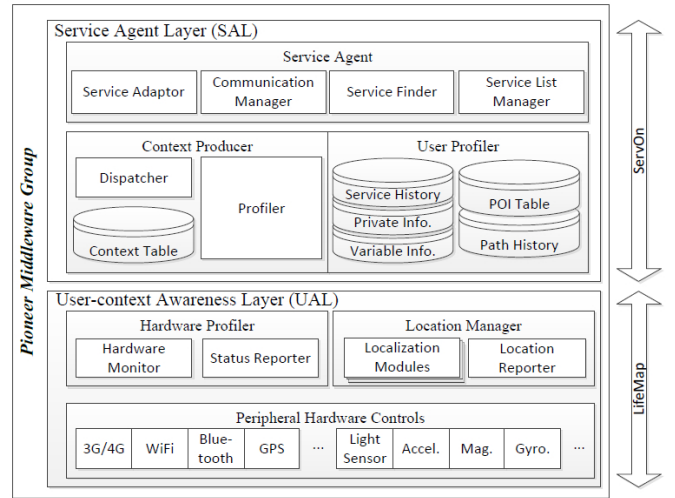 Pioneer Middleware Group
Service Agent Layer (SAL)
Service Agent
Service Adaptor
Communication
Manager
Service Finder
Service List
Manager
Context Producer
Dispatcher
Context Table
Profiler
User Profiler
Service History
Private Info.
Variable Info.
POI Table
Path History
ServOn
User-context Awareness Layer (UAL)
Hardware Profiler
Hardware
Monitor
Status Reporter
Location Manager
Localization
Modules
Location
Reporter
Peripheral Hardware Controls
3G/4G
WiFi
Blue-
tooth
GPS
...
Light
Sensor
Accel.
Mag.
Gyro.
...
LifeMap